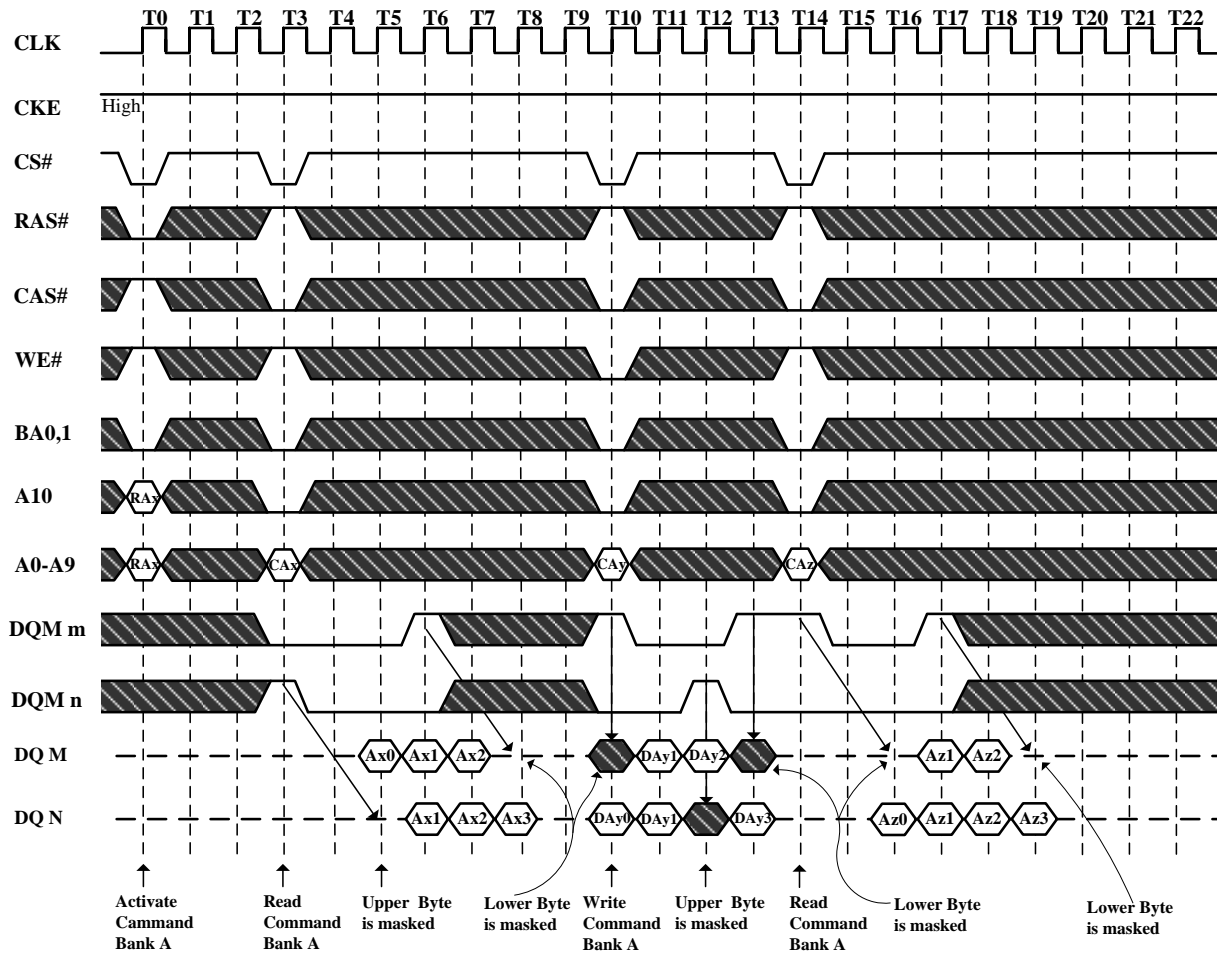 T0 T1 T2 T3 T4 T5 T6 T7 T8 T9 T10 T11 T12 T13 T14 T15 T16 T17 T18 T19 T20 T21 T22
CLK
CKE High
CS#
RAS#
CAS#
WE#
BA0,1
A10 RAx
A0-A9 RAx CAx CAy CAz
DQM m
DQM n
DQ M Ax0 Ax1 Ax2 DAy1 DAy2 Az1 Az2
DQ N Ax1 Ax2 Ax3 DAy0 DAy1 DAy3 Az0 Az1 Az2 Az3
Activate
Cammand
Bank A
Read
Command
Bank A
Upper Byte
is masked
Lower Byte
is masked
Write
Command
Bank A
Upper Byte
is masked
Read
Command
Bank A
Lower Byte
is masked
Lower Byte
is masked